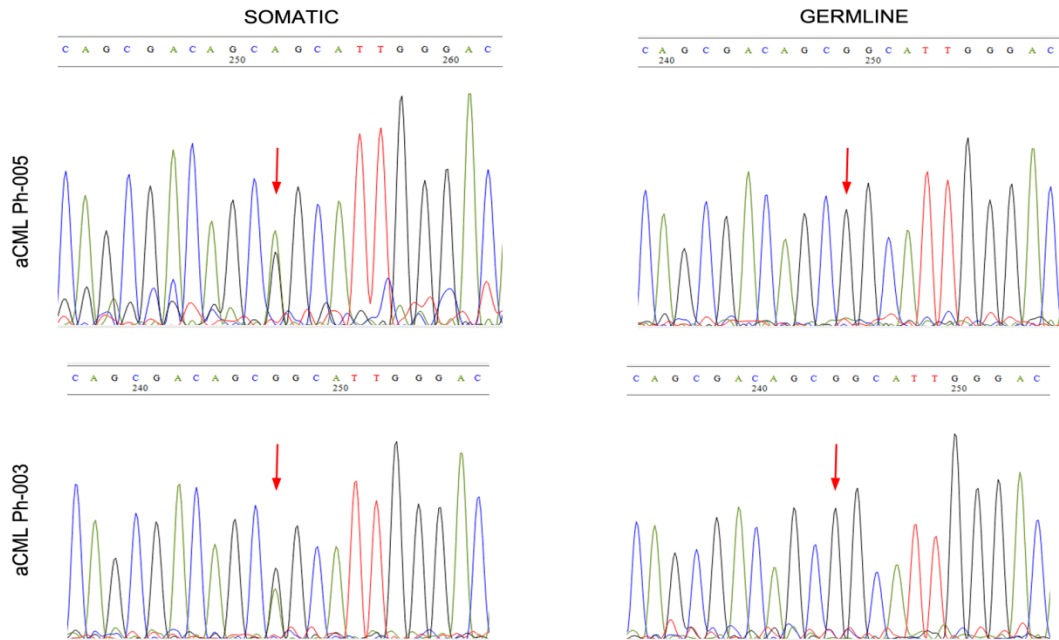 SOMATIC GERMLINE
C A G C G A C A G C A G C A T T G G G A C
250 260
C A G C G A C A G C G G C A T T G G G A C
240 250
aCML Ph-005
C A G C G A C A G C G G C A T T G G G A C
240 250
C A G C G A C A G C G G C A T T G G G A C
240 250
aCML Ph-003